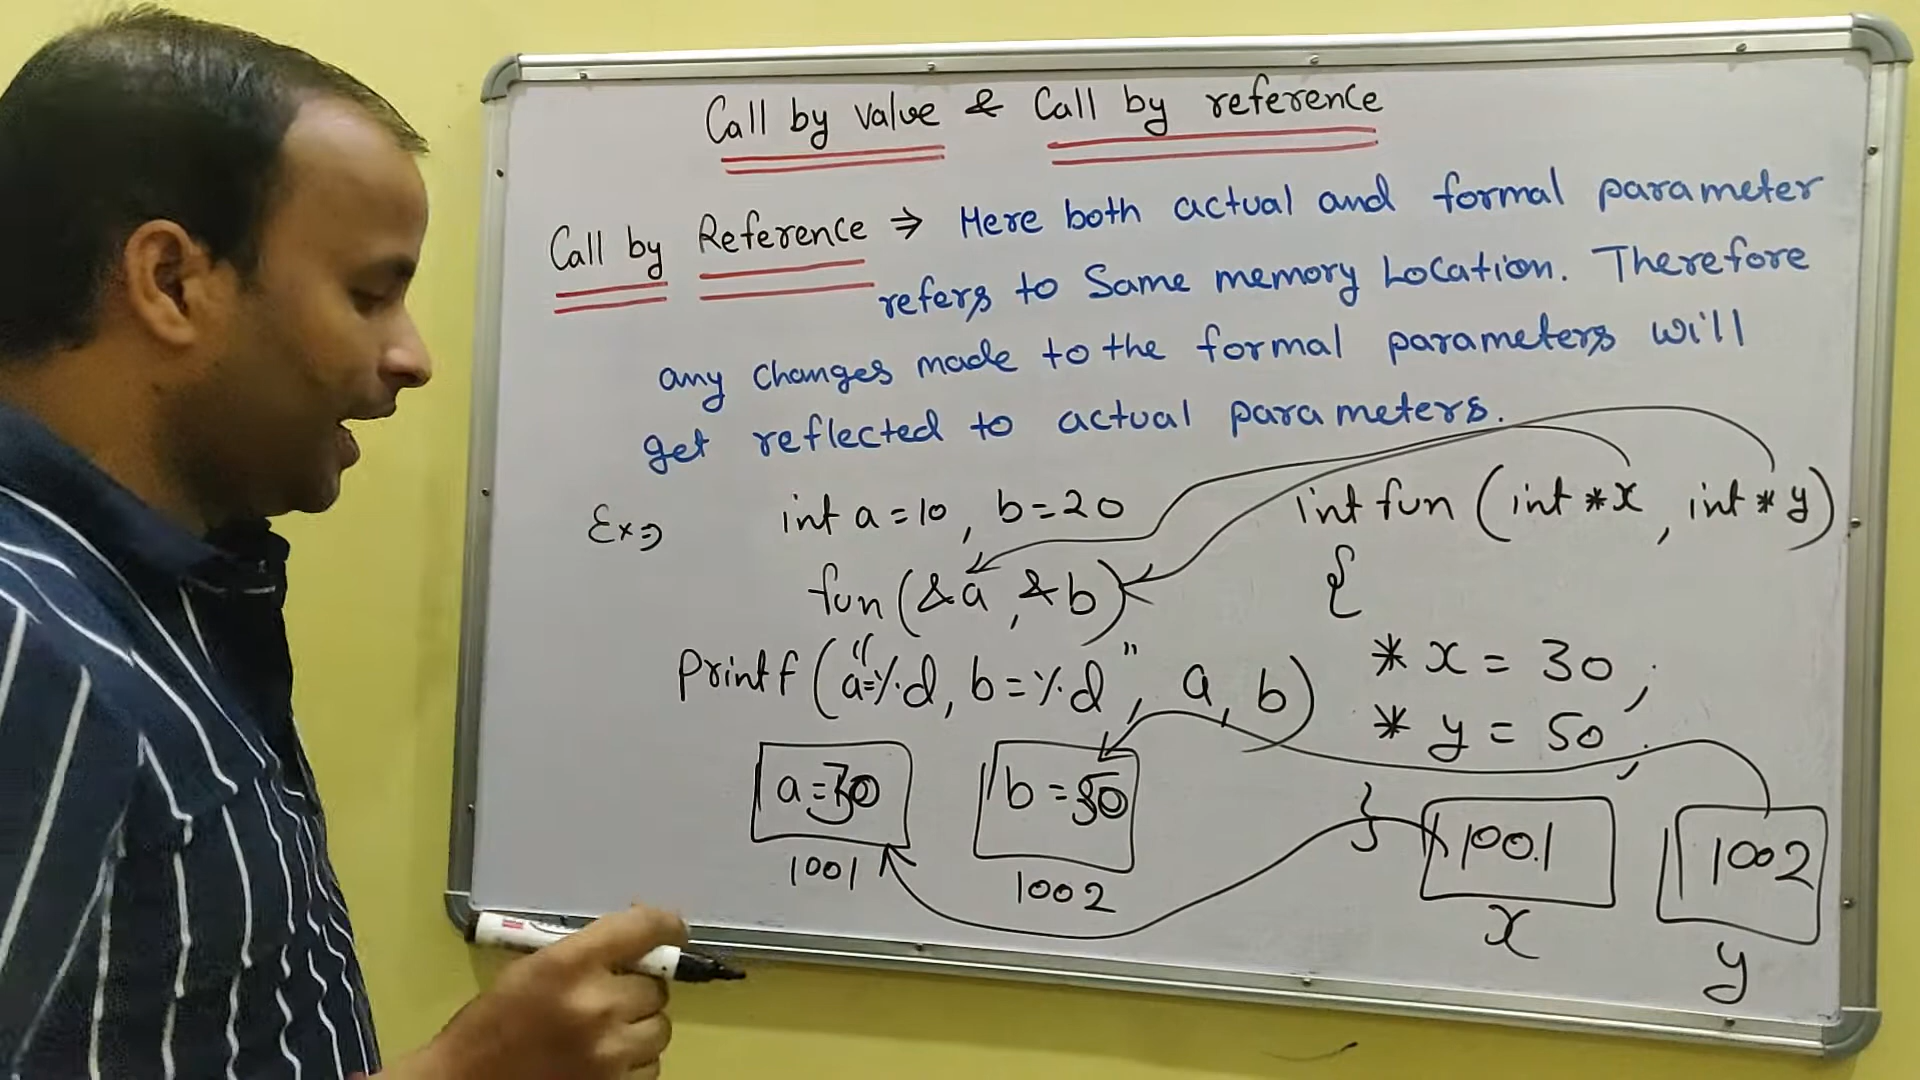 Call by value & Call by reference
Call by Reference ⇒ Here both actual and formal parameter
refers to Same memory Location. Therefore
any changes made to the formal parameters will
get reflected to actual parameters.
Ex⇒ int a = 10, b = 20
fun (&a, &b)
Printf ("a=%d, b=%d", a, b)
a=30
1001
b=50
1002
int fun (int *x, int *y)
{
*x = 30;
*y = 50;
}
1001
x
1002
y